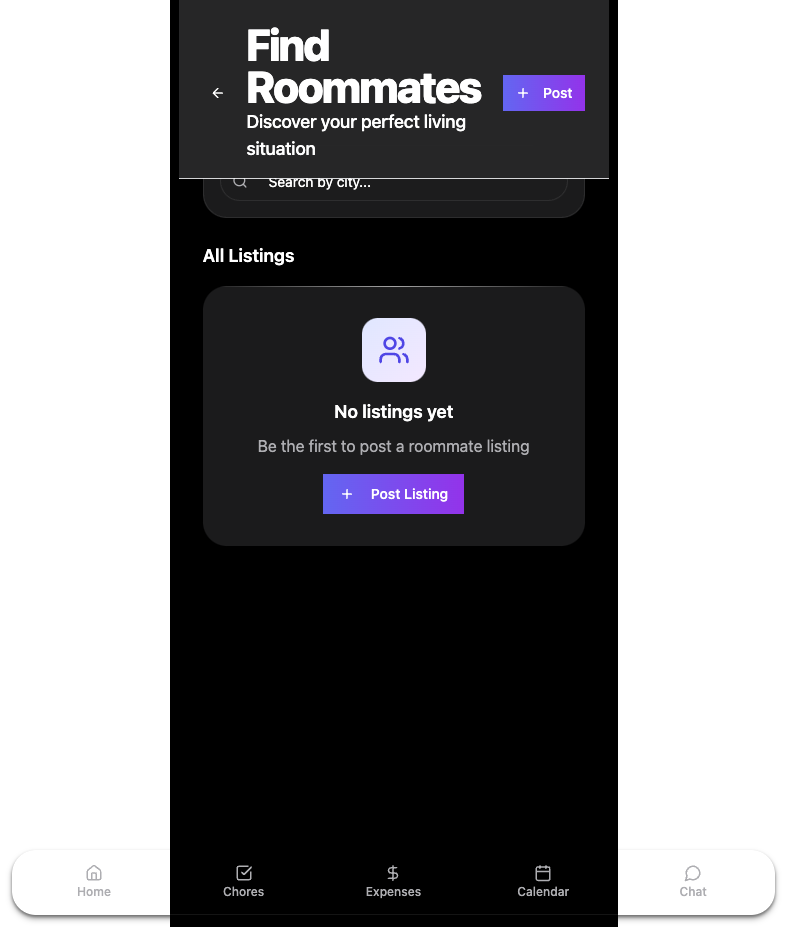 Find
Roommates
Discover your perfect living
situation
Post
Search by city...
All Listings
No listings yet
Be the first to post a roommate listing
Post Listing
Home
Chores
Expenses
Calendar
Chat